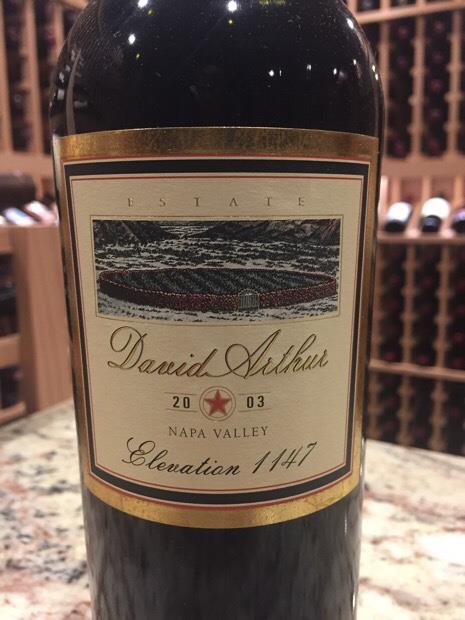 ESTATE
David Arthur
20 03
NAPA VALLEY
Elevation 1147